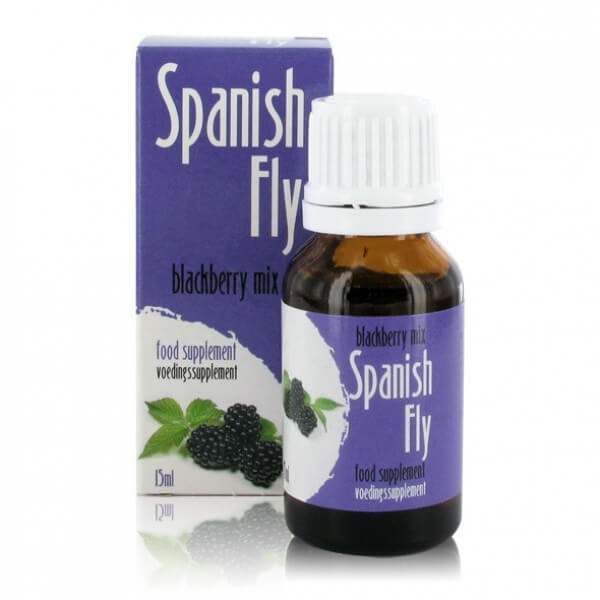 Spanish
Fly
blackberry mix
food supplement
voedingssupplement
15ml
blackberry mix
Spanish
Fly
food supplement
voedingssupplement